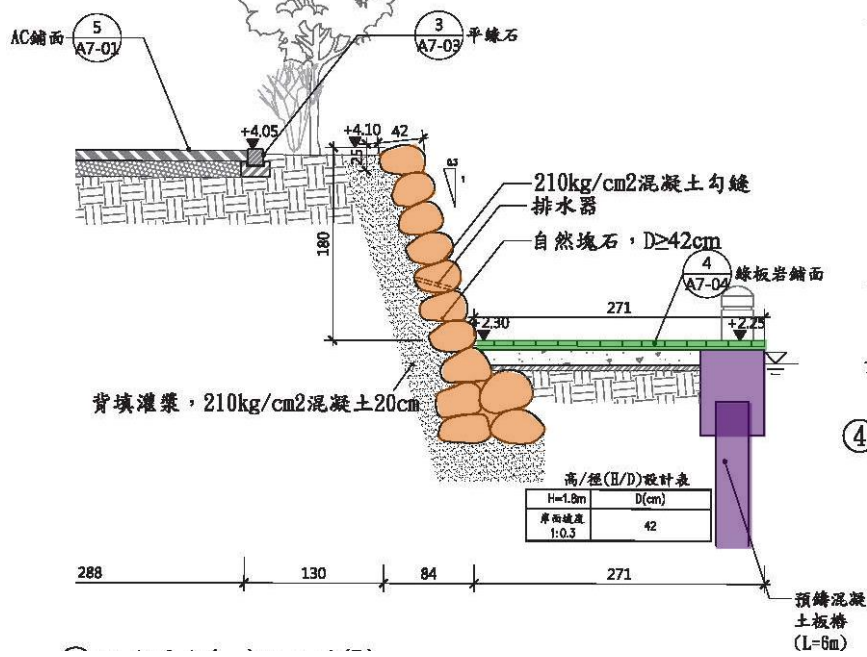 AC鋪面
5
A7-01
3
A7-03
平緣石
+4.05
+4.10
42
25
0.3
1
180
210kg/cm2混凝土勾縫
排水器
自然塊石,D≥42cm
4
A7-04
綠板岩鋪面
271
+2.30
+2.25
背填灌漿,210kg/cm2混凝土20cm
4
高/徑(H/D)設計表
H=1.8m D(cm)
岸面坡度
1:0.3
42
288 130 84 271
預鑄混凝
土板樁
(L=6m)